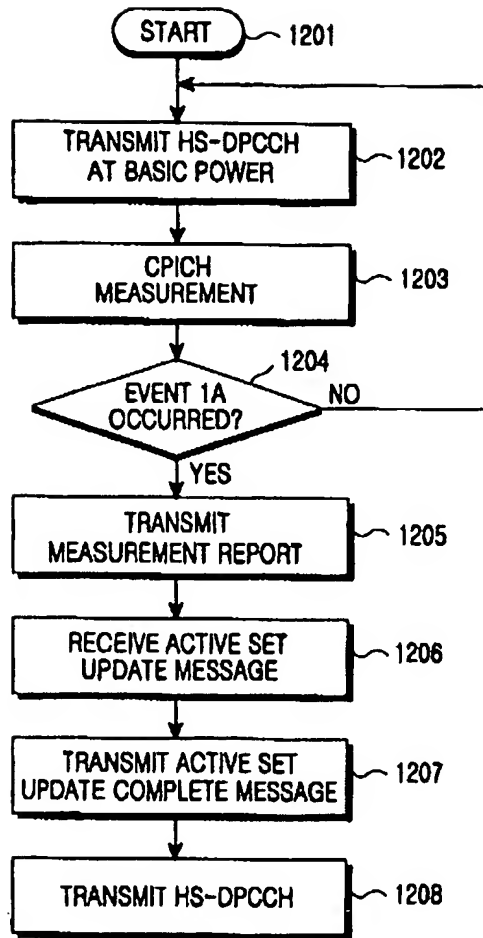 START
1201
TRANSMIT HS-DPCCH
AT BASIC POWER
1202
CPICH
MEASUREMENT
1203
1204
EVENT 1A
OCCURRED?
NO
YES
TRANSMIT
MEASUREMENT REPORT
1205
RECEIVE ACTIVE SET
UPDATE MESSAGE
1206
TRANSMIT ACTIVE SET
UPDATE COMPLETE MESSAGE
1207
TRANSMIT HS-DPCCH
1208